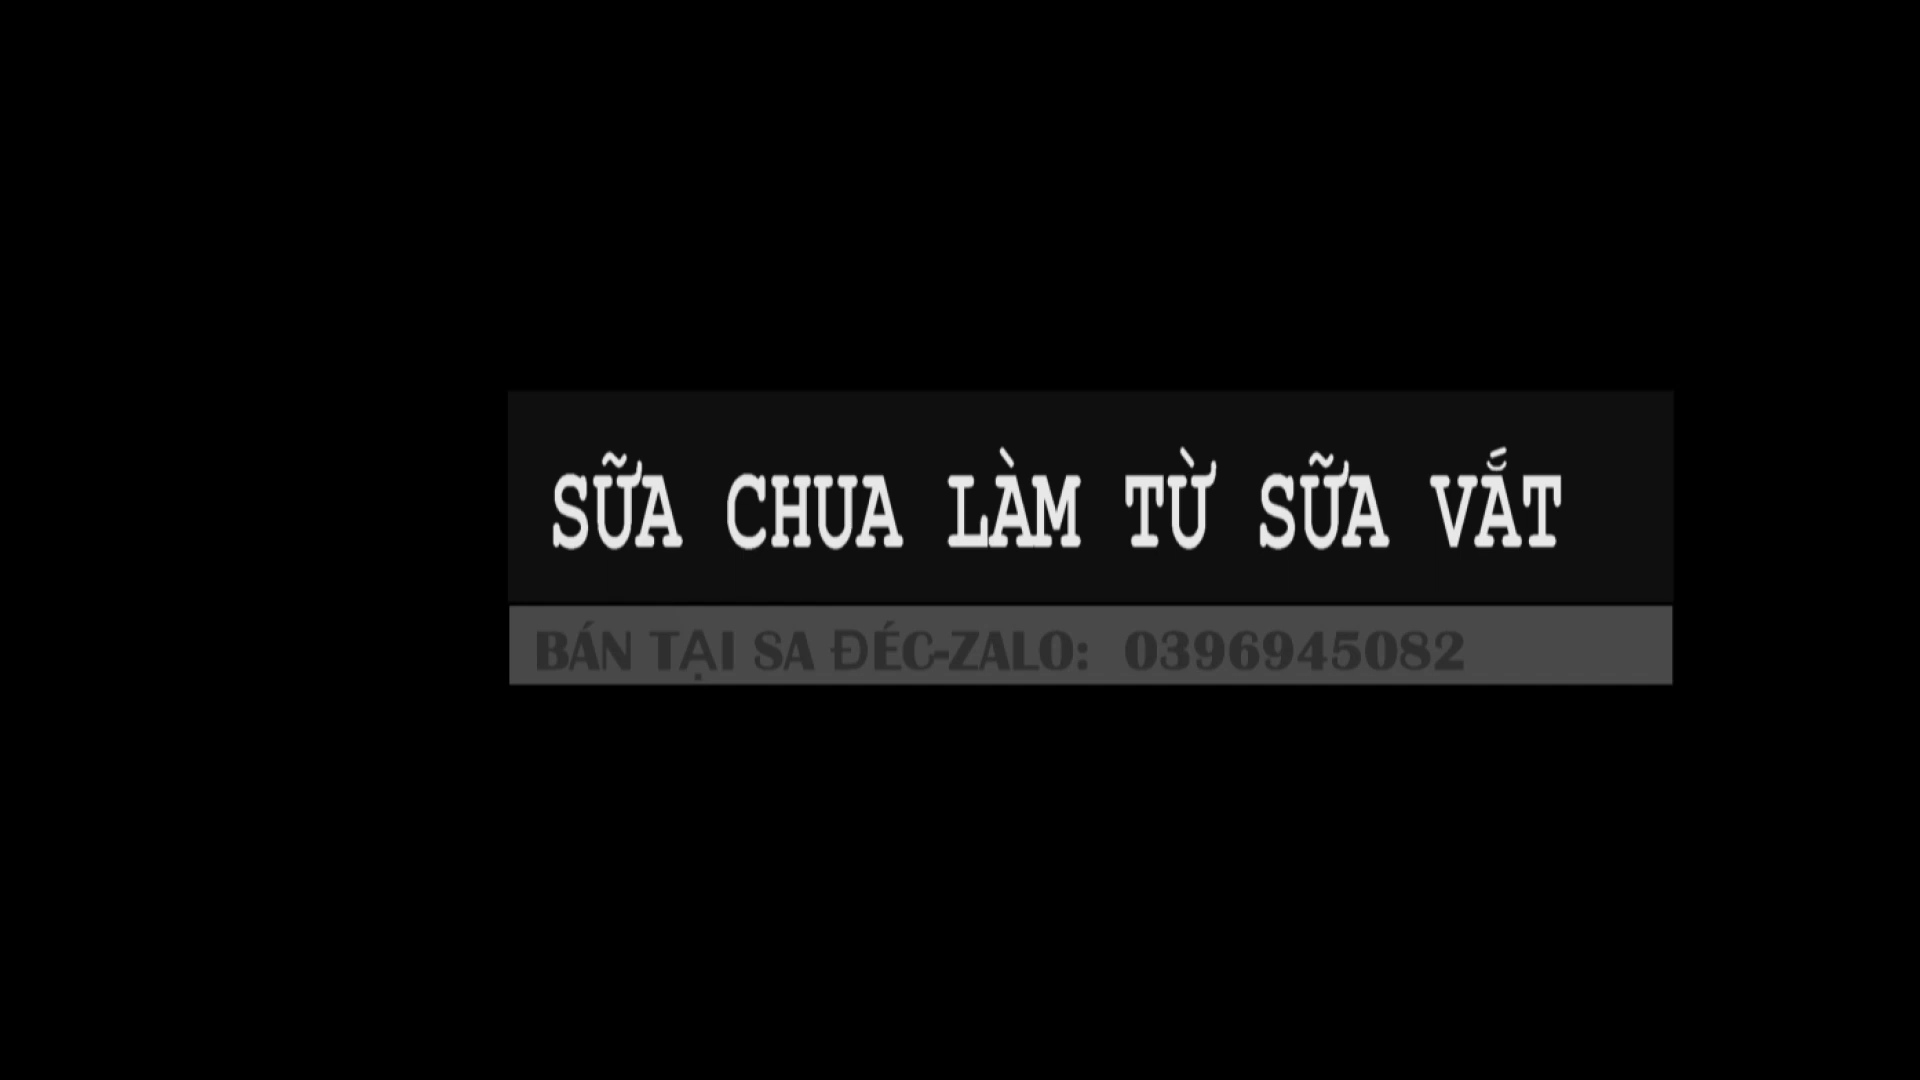 SỮA CHUA LÀM TỪ SỮA VẮT
BÁN TẠI SA ĐÉC-ZALO: 0396945082